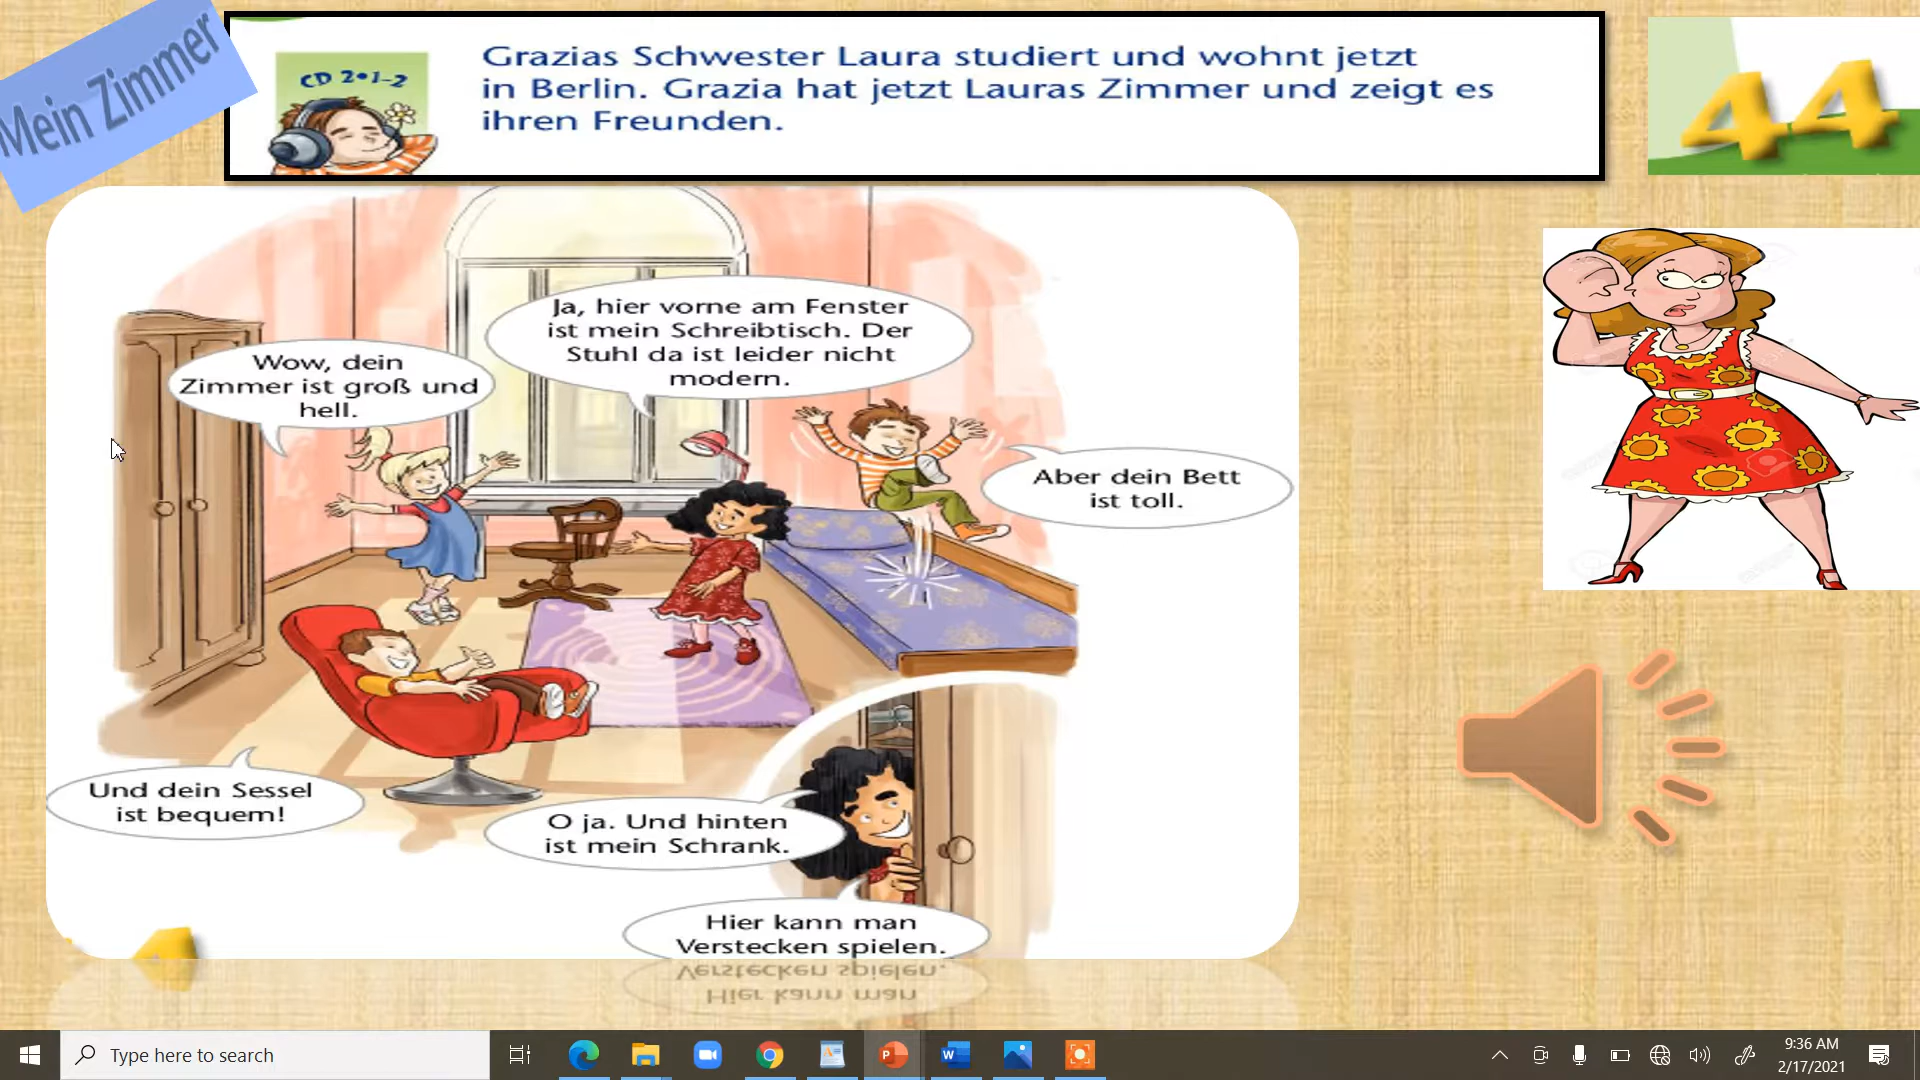 Mein Zimmer
CD 2•1-2
Grazias Schwester Laura studiert und wohnt jetzt
in Berlin. Grazia hat jetzt Lauras Zimmer und zeigt es
ihren Freunden.
44
Wow, dein
Zimmer ist groß und
hell.
Ja, hier vorne am Fenster
ist mein Schreibtisch. Der
Stuhl da ist leider nicht
modern.
Aber dein Bett
ist toll.
Und dein Sessel
ist bequem!
O ja. Und hinten
ist mein Schrank.
Hier kann man
Verstecken spielen.
Type here to search
9:36 AM
2/17/2021